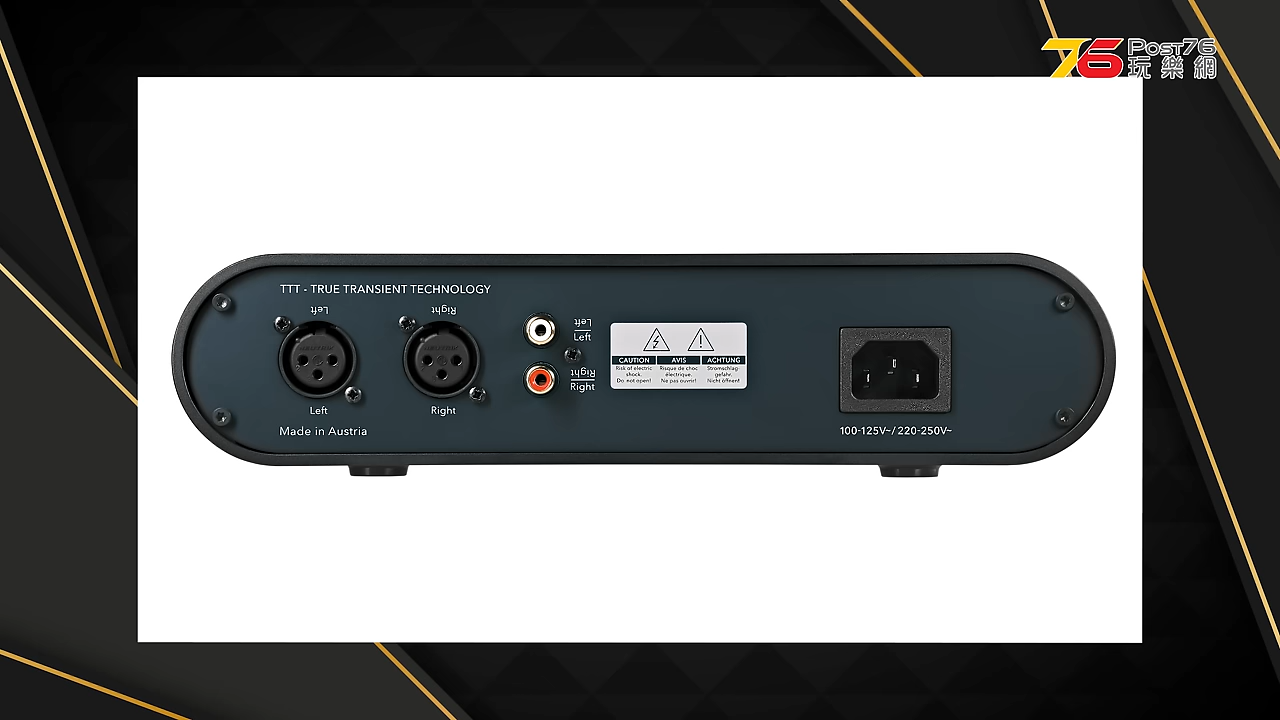 76 POST76
玩樂網
TTT - TRUE TRANSIENT TECHNOLOGY
Left
Right
Left
Left
Right
Right
Left
Right
Made in Austria
CAUTION
Risk of electric
shock.
Do not open!
AVIS
Risque de choc
électrique.
Ne pas ouvrir!
ACHTUNG
Stromschlag-
gefahr.
Nicht öffnen!
100-125V~/ 220-250V~